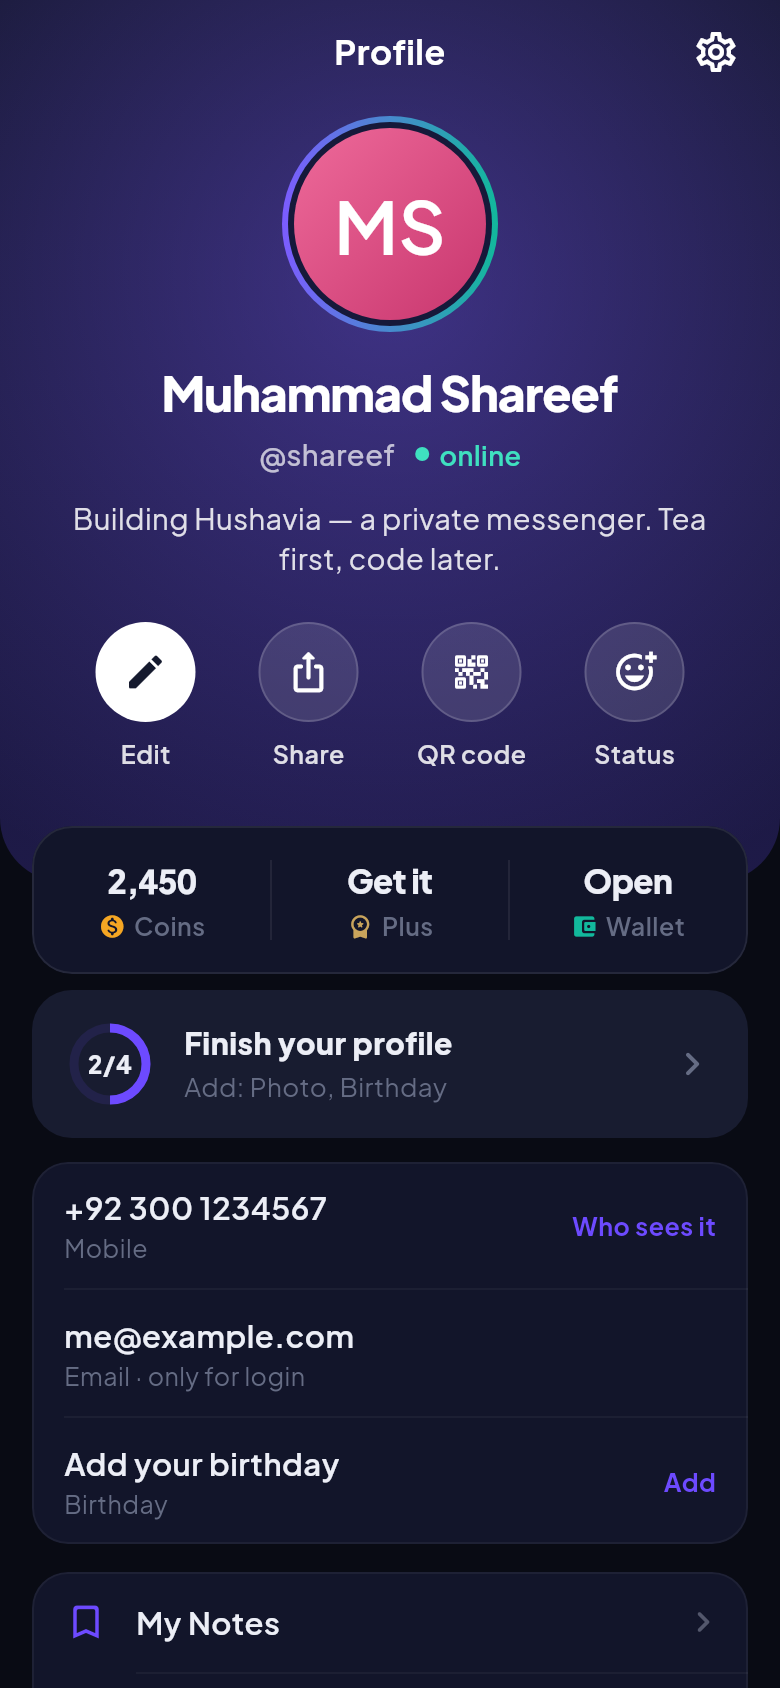 Profile
MS
Muhammad Shareef
@shareef online
Building Hushavia — a private messenger. Tea
first, code later.
Edit Share QR code Status
2,450 Get it Open
Coins Plus Wallet
2/4
Finish your profile
Add: Photo, Birthday
+92 300 1234567
Mobile
Who sees it
me@example.com
Email · only for login
Add your birthday
Birthday
Add
My Notes